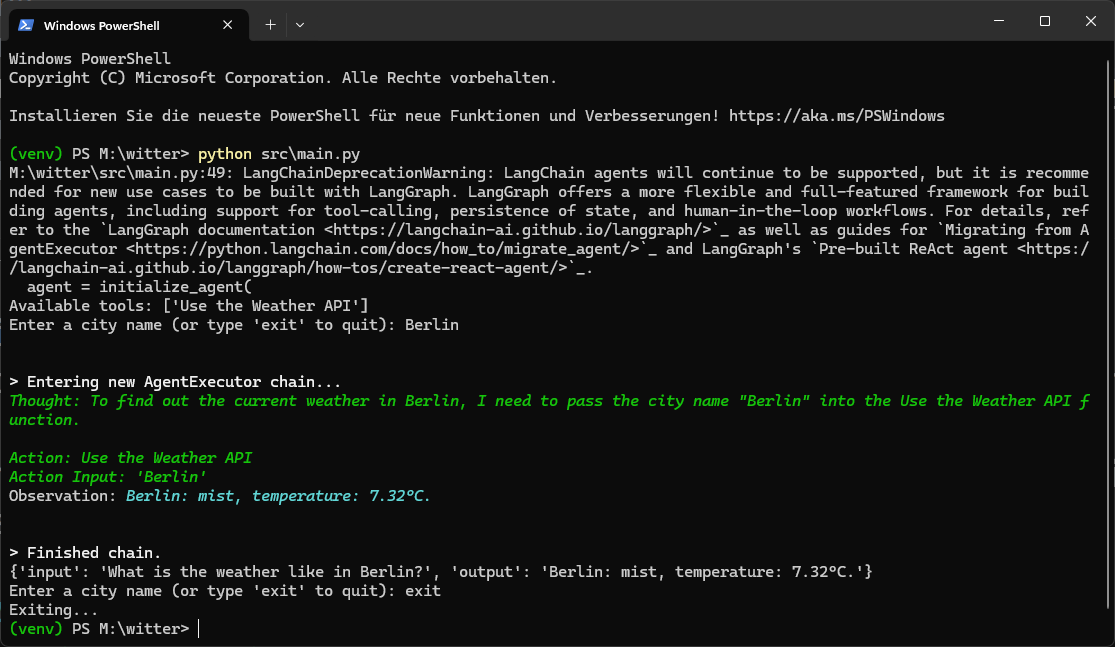 Windows PowerShell
Windows PowerShell
Copyright (C) Microsoft Corporation. Alle Rechte vorbehalten.
Installieren Sie die neueste PowerShell für neue Funktionen und Verbesserungen! https://aka.ms/PSWindows
(venv) PS M:\witter> python src\main.py
M:\witter\src\main.py:49: LangChainDeprecationWarning: LangChain agents will continue to be supported, but it is recomme
nded for new use cases to be built with LangGraph. LangGraph offers a more flexible and full-featured framework for buil
ding agents, including support for tool-calling, persistence of state, and human-in-the-loop workflows. For details, ref
er to the `LangGraph documentation <https://langchain-ai.github.io/langgraph/>`_ as well as guides for `Migrating from A
gentExecutor <https://python.langchain.com/docs/how_to/migrate_agent/>`_ and LangGraph's `Pre-built ReAct agent <https:/
/langchain-ai.github.io/langgraph/how-tos/create-react-agent/>`_.
  agent = initialize_agent(
Available tools: ['Use the Weather API']
Enter a city name (or type 'exit' to quit): Berlin
> Entering new AgentExecutor chain...
Thought: To find out the current weather in Berlin, I need to pass the city name "Berlin" into the Use the Weather API f
unction.
Action: Use the Weather API
Action Input: 'Berlin'
Observation: Berlin: mist, temperature: 7.32ºC.
> Finished chain.
{'input': 'What is the weather like in Berlin?', 'output': 'Berlin: mist, temperature: 7.32ºC.'}
Enter a city name (or type 'exit' to quit): exit
Exiting...
(venv) PS M:\witter>